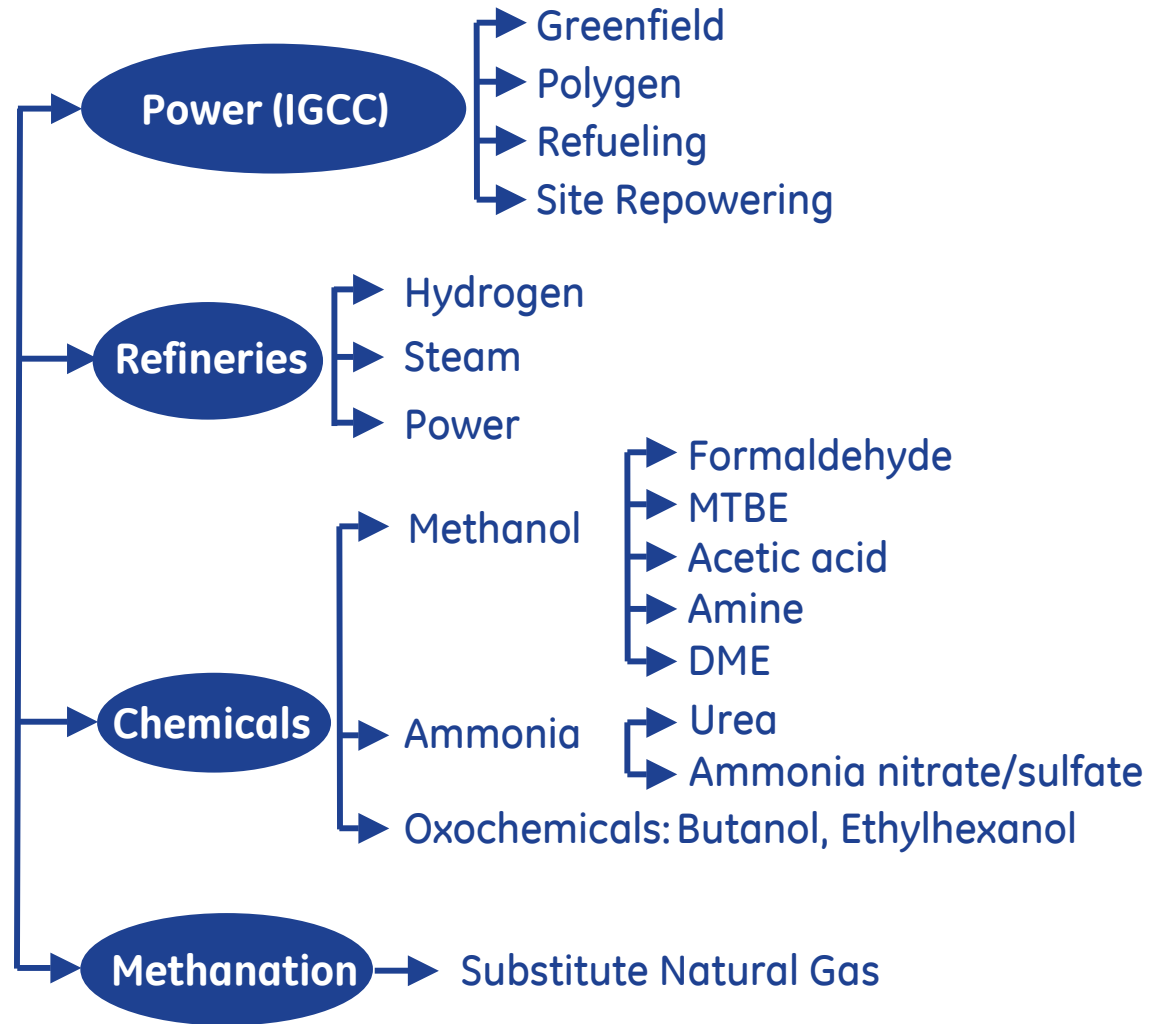 Power (IGCC)
Greenfield
Polygen
Refueling
Site Repowering
Refineries
Hydrogen
Steam
Power
Chemicals
Methanol
Formaldehyde
MTBE
Acetic acid
Amine
DME
Ammonia
Urea
Ammonia nitrate/sulfate
Oxochemicals: Butanol, Ethylhexanol
Methanation
Substitute Natural Gas